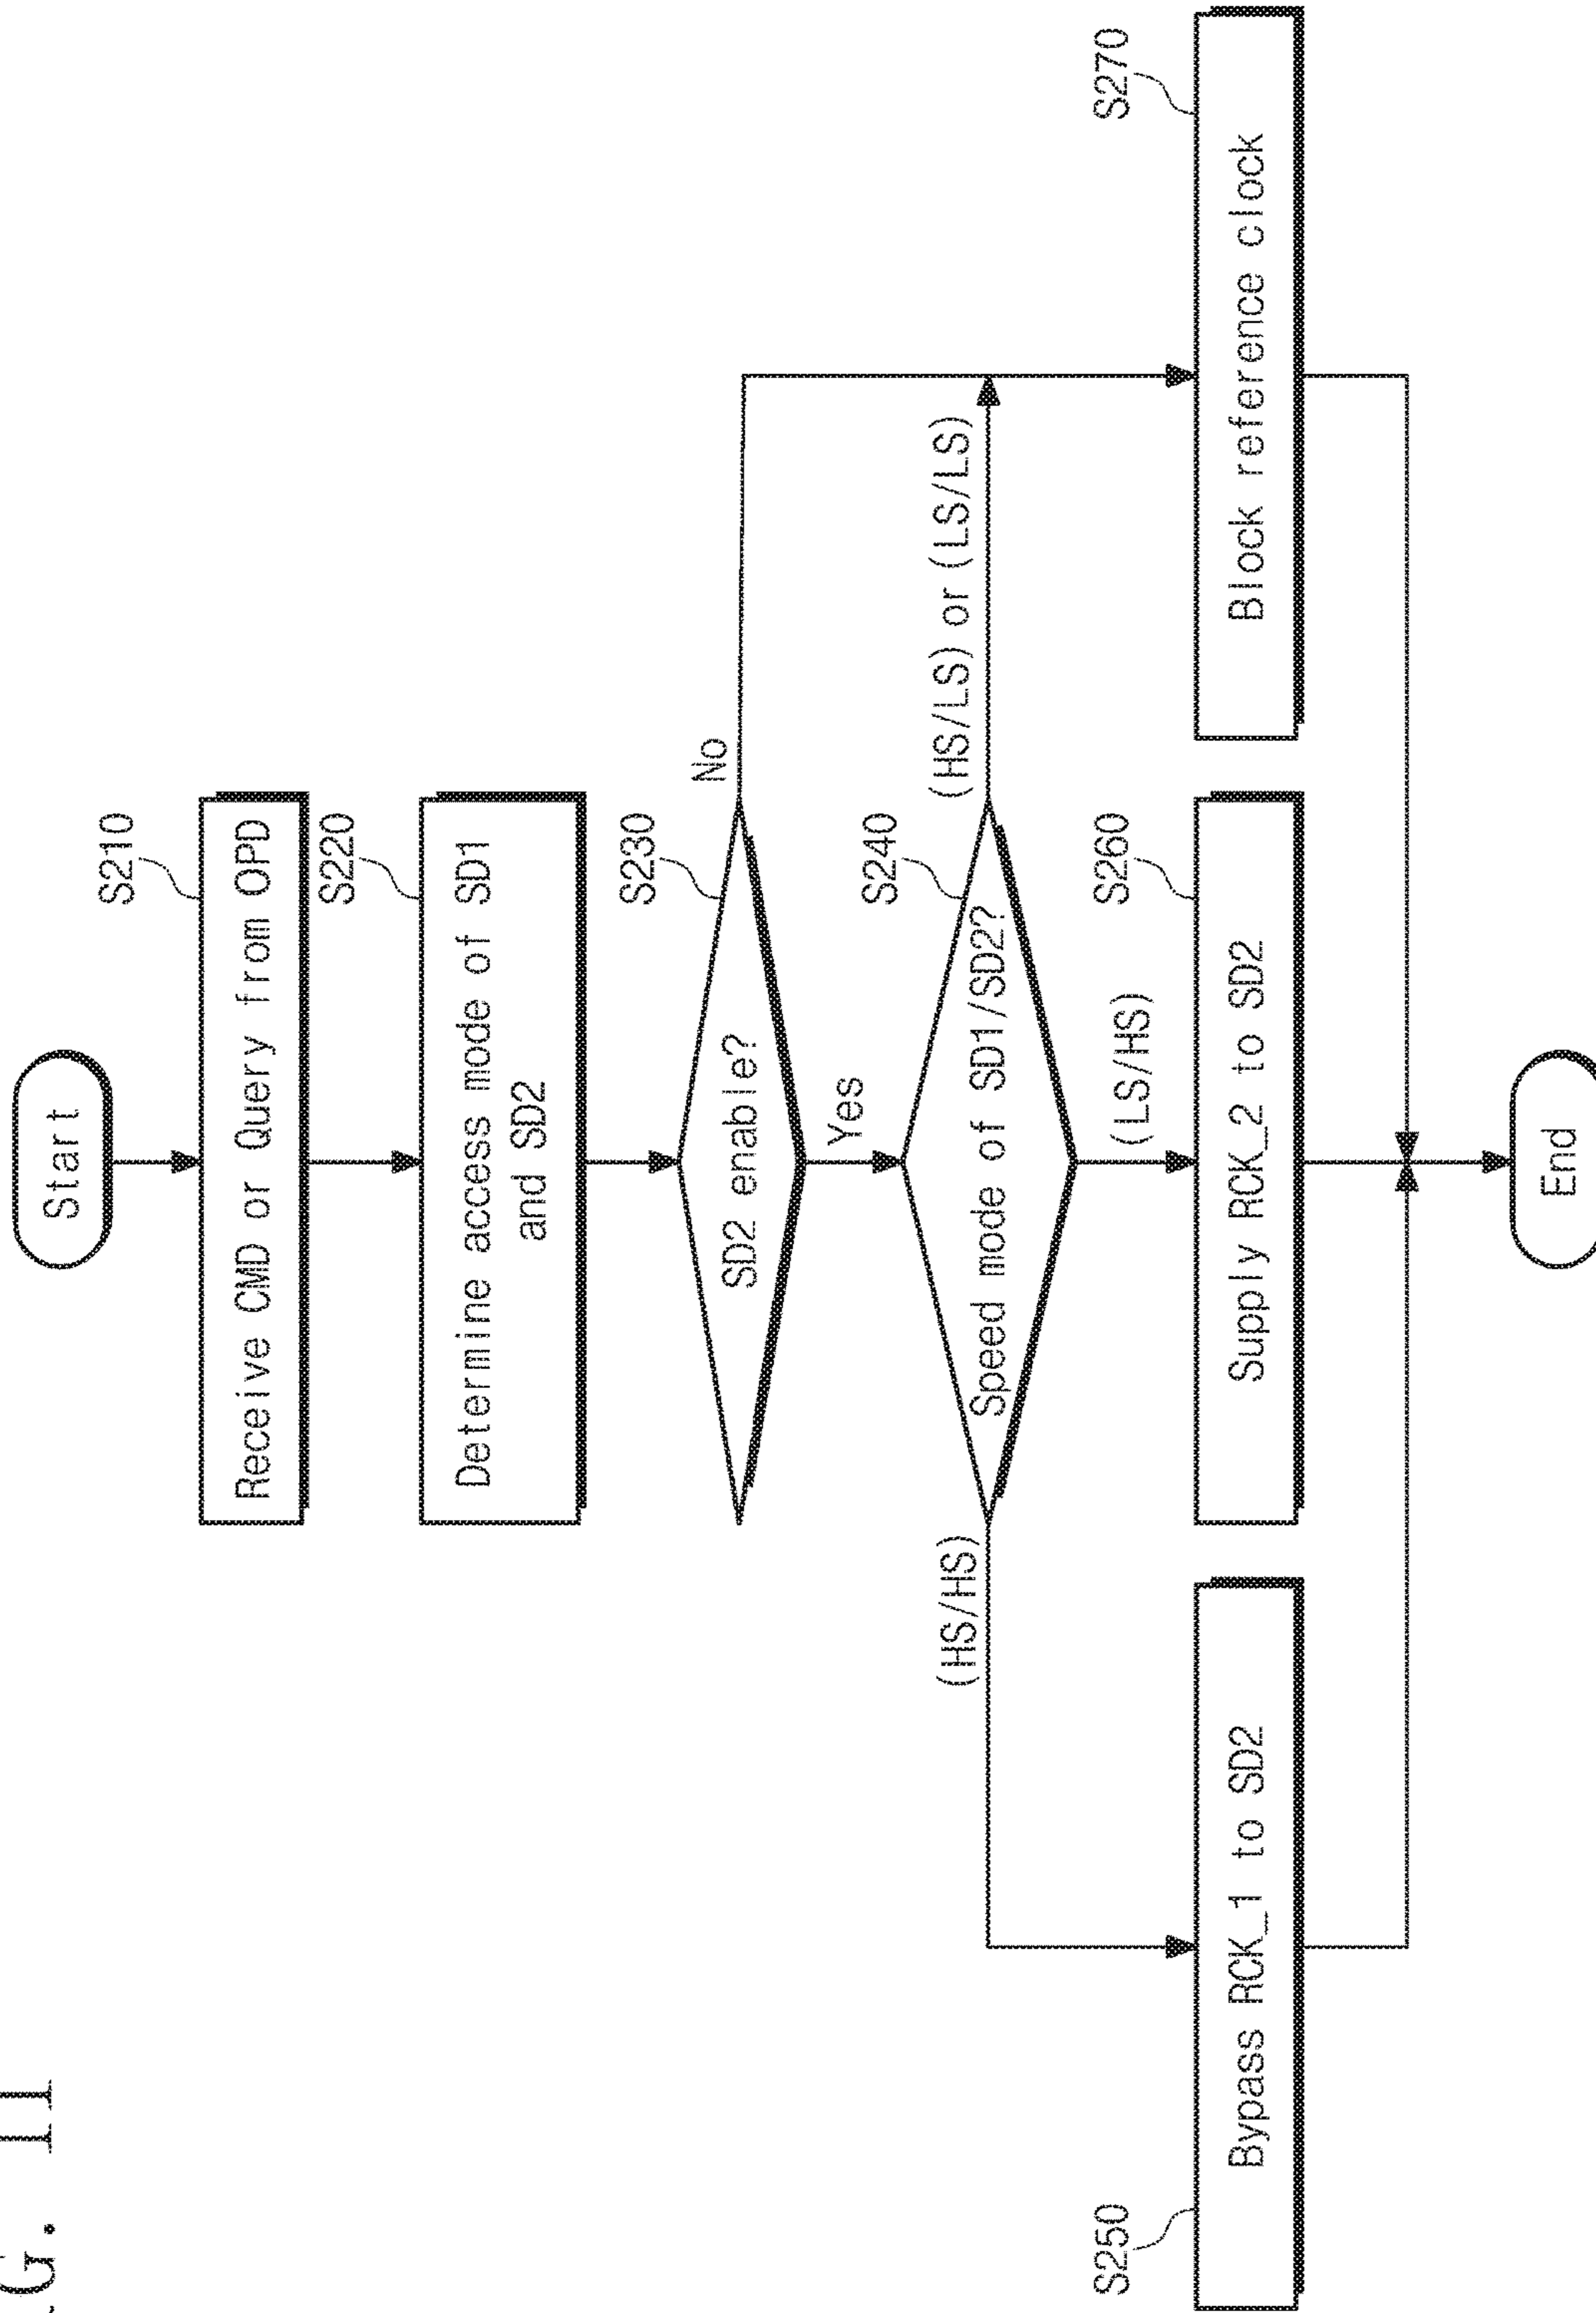 G. 11
Start
S210
Receive CMD or Query from OPD
S220
Determine access mode of SD1
and SD2
S230
SD2 enable?
No
Yes
S240
Speed mode of SD1/SD2?
(HS/HS)
(HS/LS) or (LS/LS)
(LS/HS)
S250
Bypass RCK_1 to SD2
S260
Supply RCK_2 to SD2
S270
Block reference clock
End